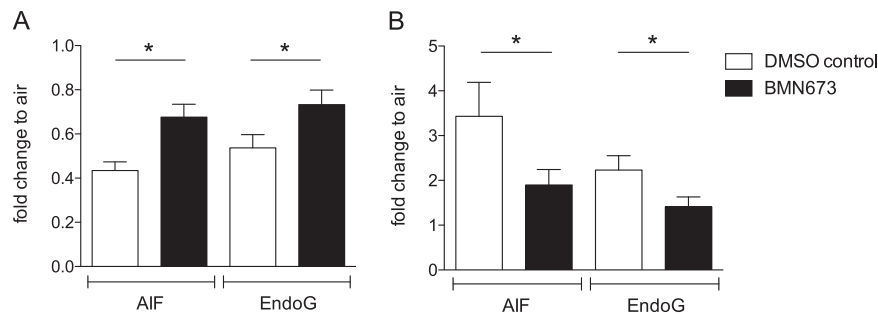 A
fold change to air
1.0
0.8
0.6
0.4
0.2
0.0
*
*
AIF
EndoG
B
fold change to air
5
4
3
2
1
0
*
*
AIF
EndoG
DMSO control
BMN673